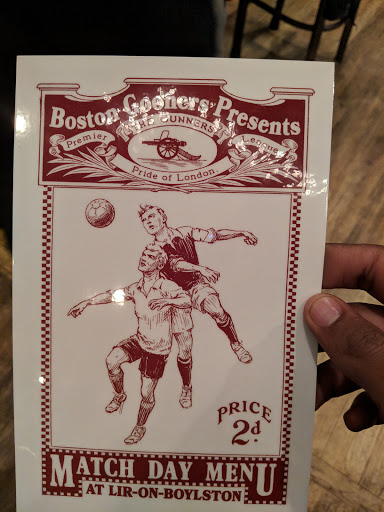 Boston Gooners Presents
THE GUNNERS
Premier League
Pride of London.
PRICE
2d.
MATCH DAY MENU
AT LIR-ON-BOYLSTON